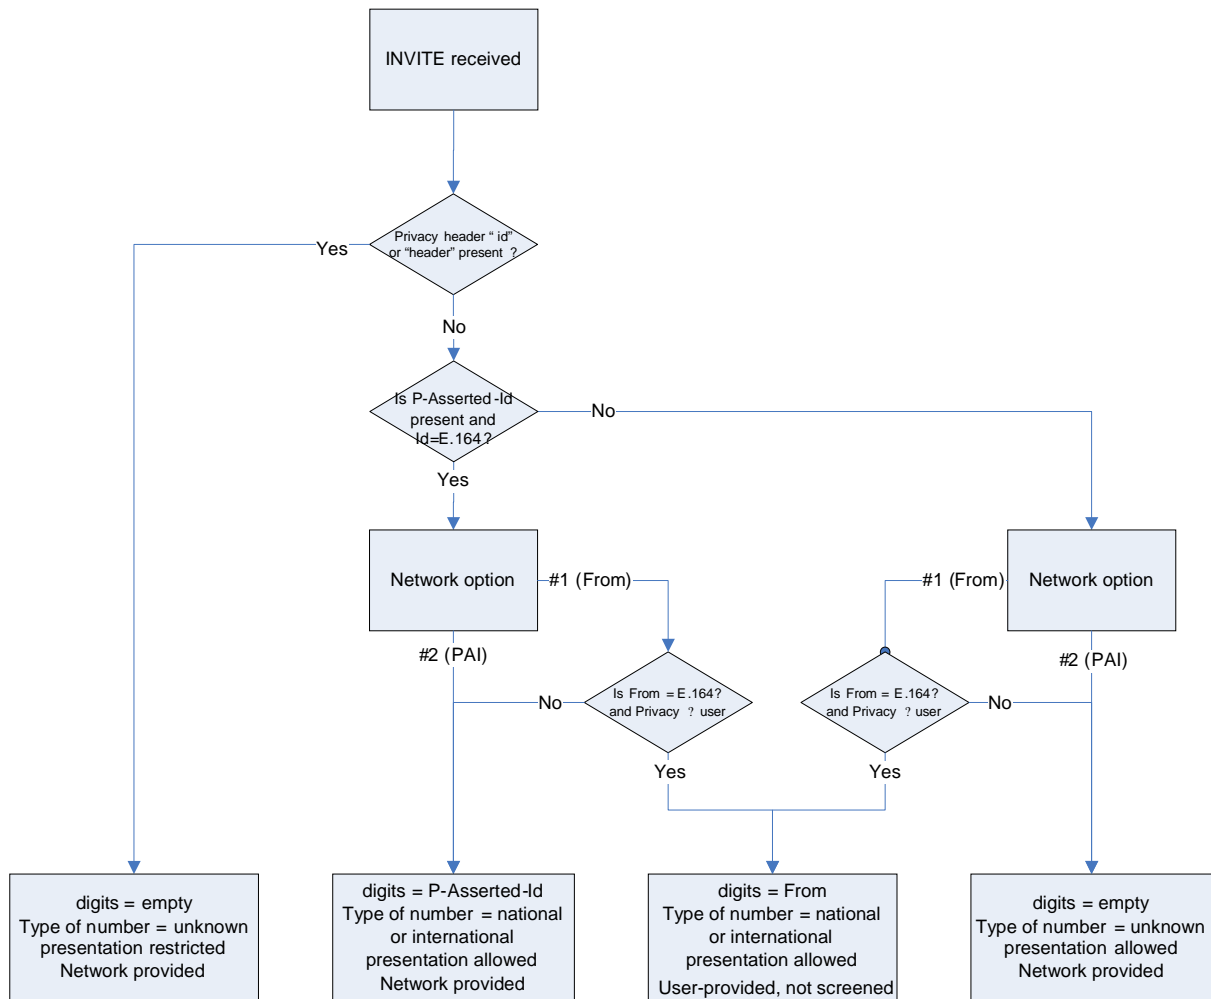 INVITE received
Privacy header “ id”
or “header” present ?
Yes
No
Is P-Asserted-Id
present and
Id=E.164?
No
Yes
Network option
#1 (From)
#1 (From)
Network option
#2 (PAI)
#2 (PAI)
Is From = E.164?
and Privacy ? user
Is From = E.164?
and Privacy ? user
No
No
Yes
Yes
digits = empty
Type of number = unknown
presentation restricted
Network provided
digits = P-Asserted-Id
Type of number = national
or international
presentation allowed
Network provided
digits = From
Type of number = national
or international
presentation allowed
User-provided, not screened
digits = empty
Type of number = unknown
presentation allowed
Network provided